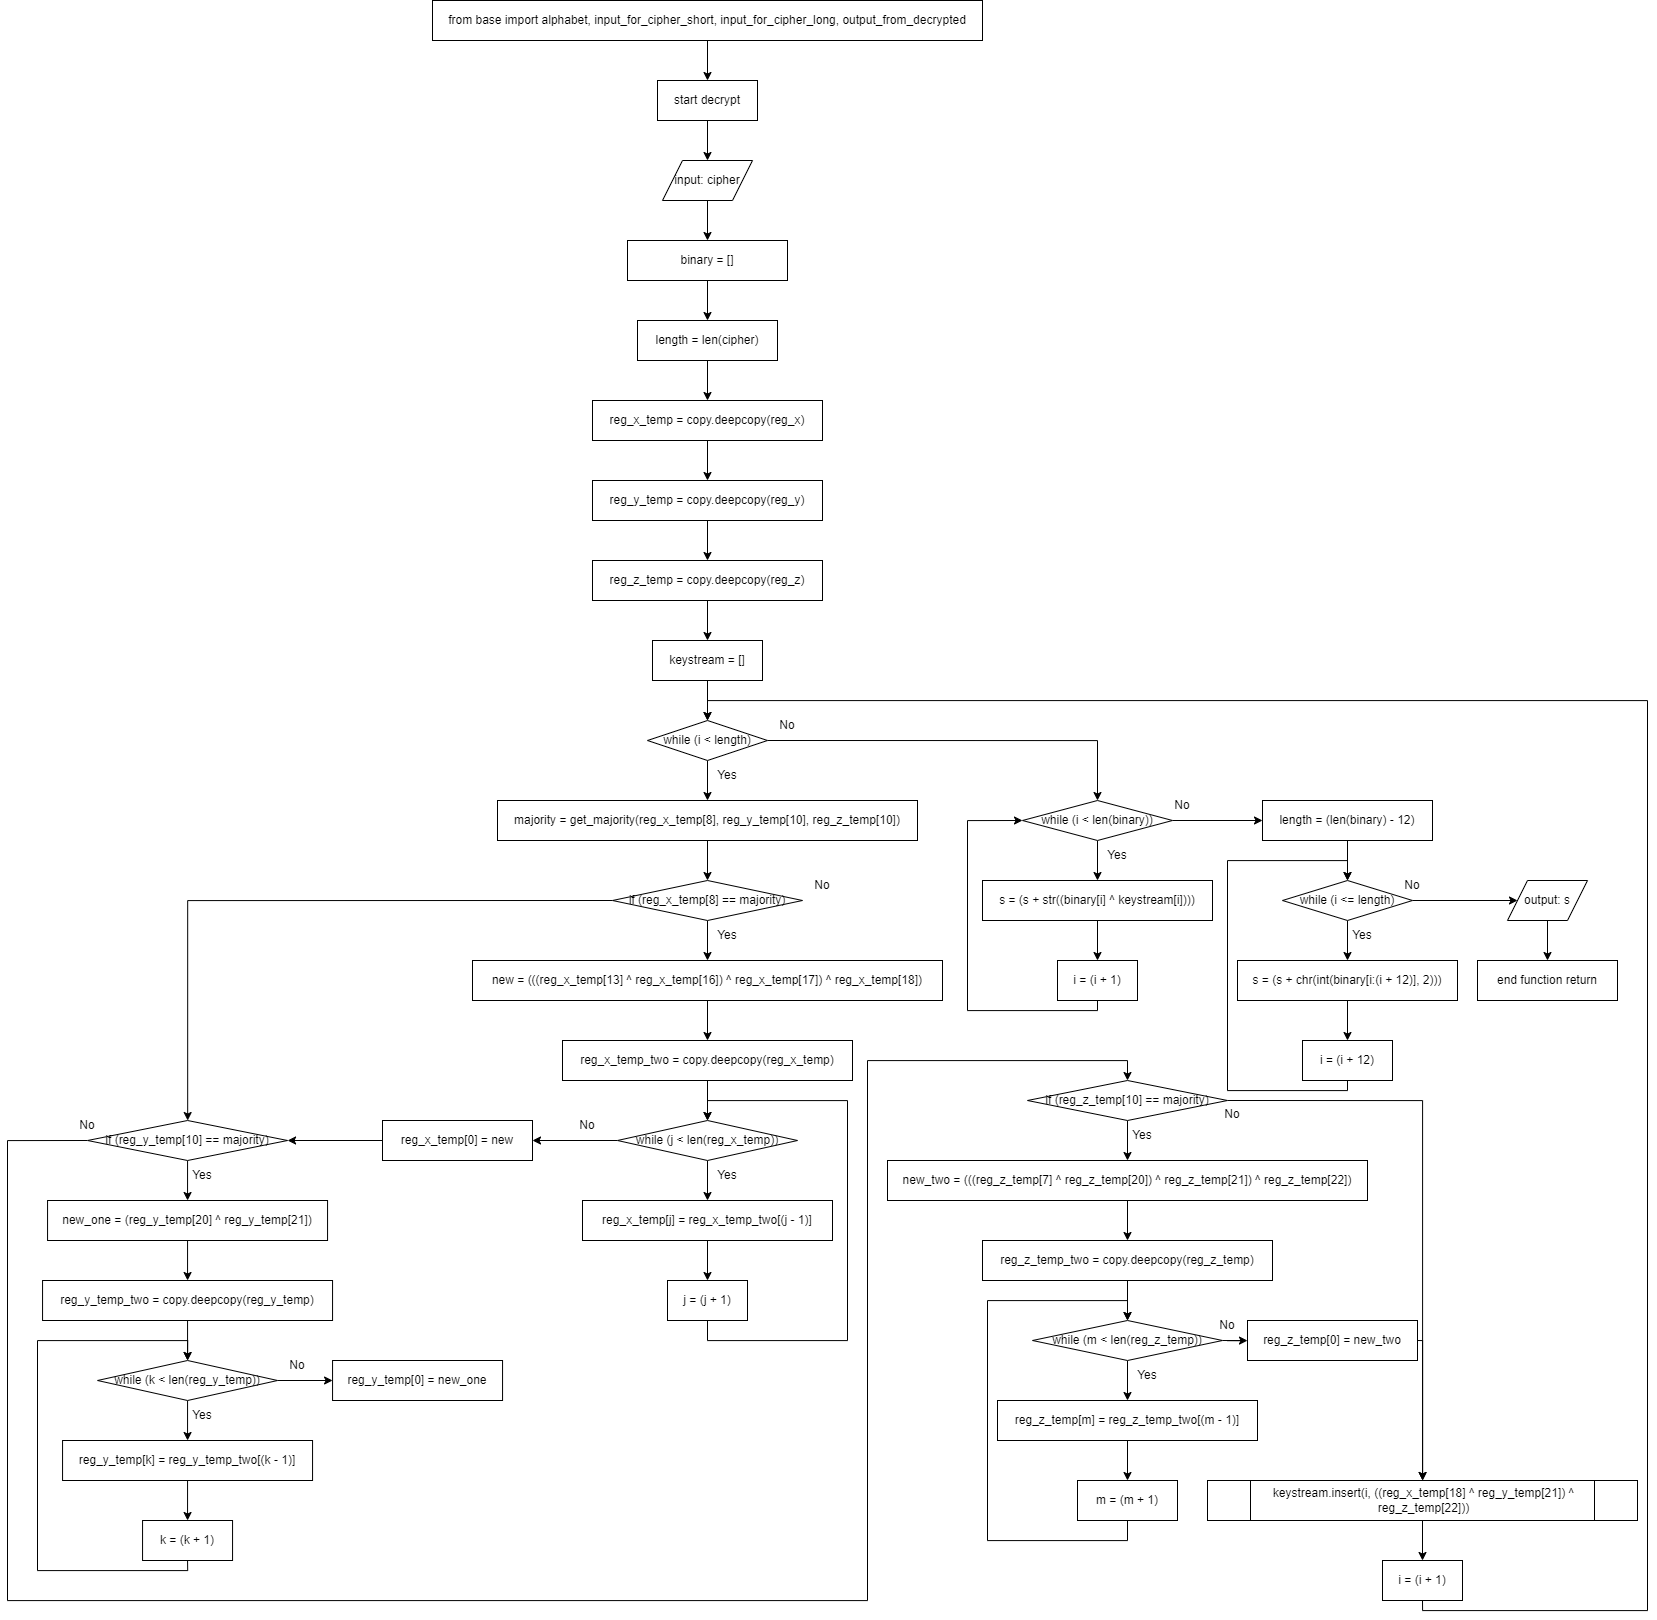 from base import alphabet, input_for_cipher_short, input_for_cipher_long, output_from_decrypted
start decrypt
input: cipher
binary = []
length = len(cipher)
reg_x_temp = copy.deepcopy(reg_x)
reg_y_temp = copy.deepcopy(reg_y)
reg_z_temp = copy.deepcopy(reg_z)
keystream = []
while (i < length)
No
Yes
majority = get_majority(reg_x_temp[8], reg_y_temp[10], reg_z_temp[10])
if (reg_x_temp[8] == majority)
No
Yes
new = (((reg_x_temp[13] ^ reg_x_temp[16]) ^ reg_x_temp[17]) ^ reg_x_temp[18])
reg_x_temp_two = copy.deepcopy(reg_x_temp)
while (j < len(reg_x_temp))
No
Yes
reg_x_temp[0] = new
reg_x_temp[j] = reg_x_temp_two[(j - 1)]
j = (j + 1)
if (reg_y_temp[10] == majority)
No
Yes
new_one = (reg_y_temp[20] ^ reg_y_temp[21])
reg_y_temp_two = copy.deepcopy(reg_y_temp)
while (k < len(reg_y_temp))
No
Yes
reg_y_temp[0] = new_one
reg_y_temp[k] = reg_y_temp_two[(k - 1)]
k = (k + 1)
while (i < len(binary))
No
Yes
s = (s + str((binary[i] ^ keystream[i])))
i = (i + 1)
length = (len(binary) - 12)
while (i <= length)
No
Yes
output: s
end function return
s = (s + chr(int(binary[i:(i + 12)], 2)))
i = (i + 12)
if (reg_z_temp[10] == majority)
No
Yes
new_two = (((reg_z_temp[7] ^ reg_z_temp[20]) ^ reg_z_temp[21]) ^ reg_z_temp[22])
reg_z_temp_two = copy.deepcopy(reg_z_temp)
while (m < len(reg_z_temp))
No
Yes
reg_z_temp[0] = new_two
reg_z_temp[m] = reg_z_temp_two[(m - 1)]
m = (m + 1)
keystream.insert(i, ((reg_x_temp[18] ^ reg_y_temp[21]) ^
reg_z_temp[22]))
i = (i + 1)